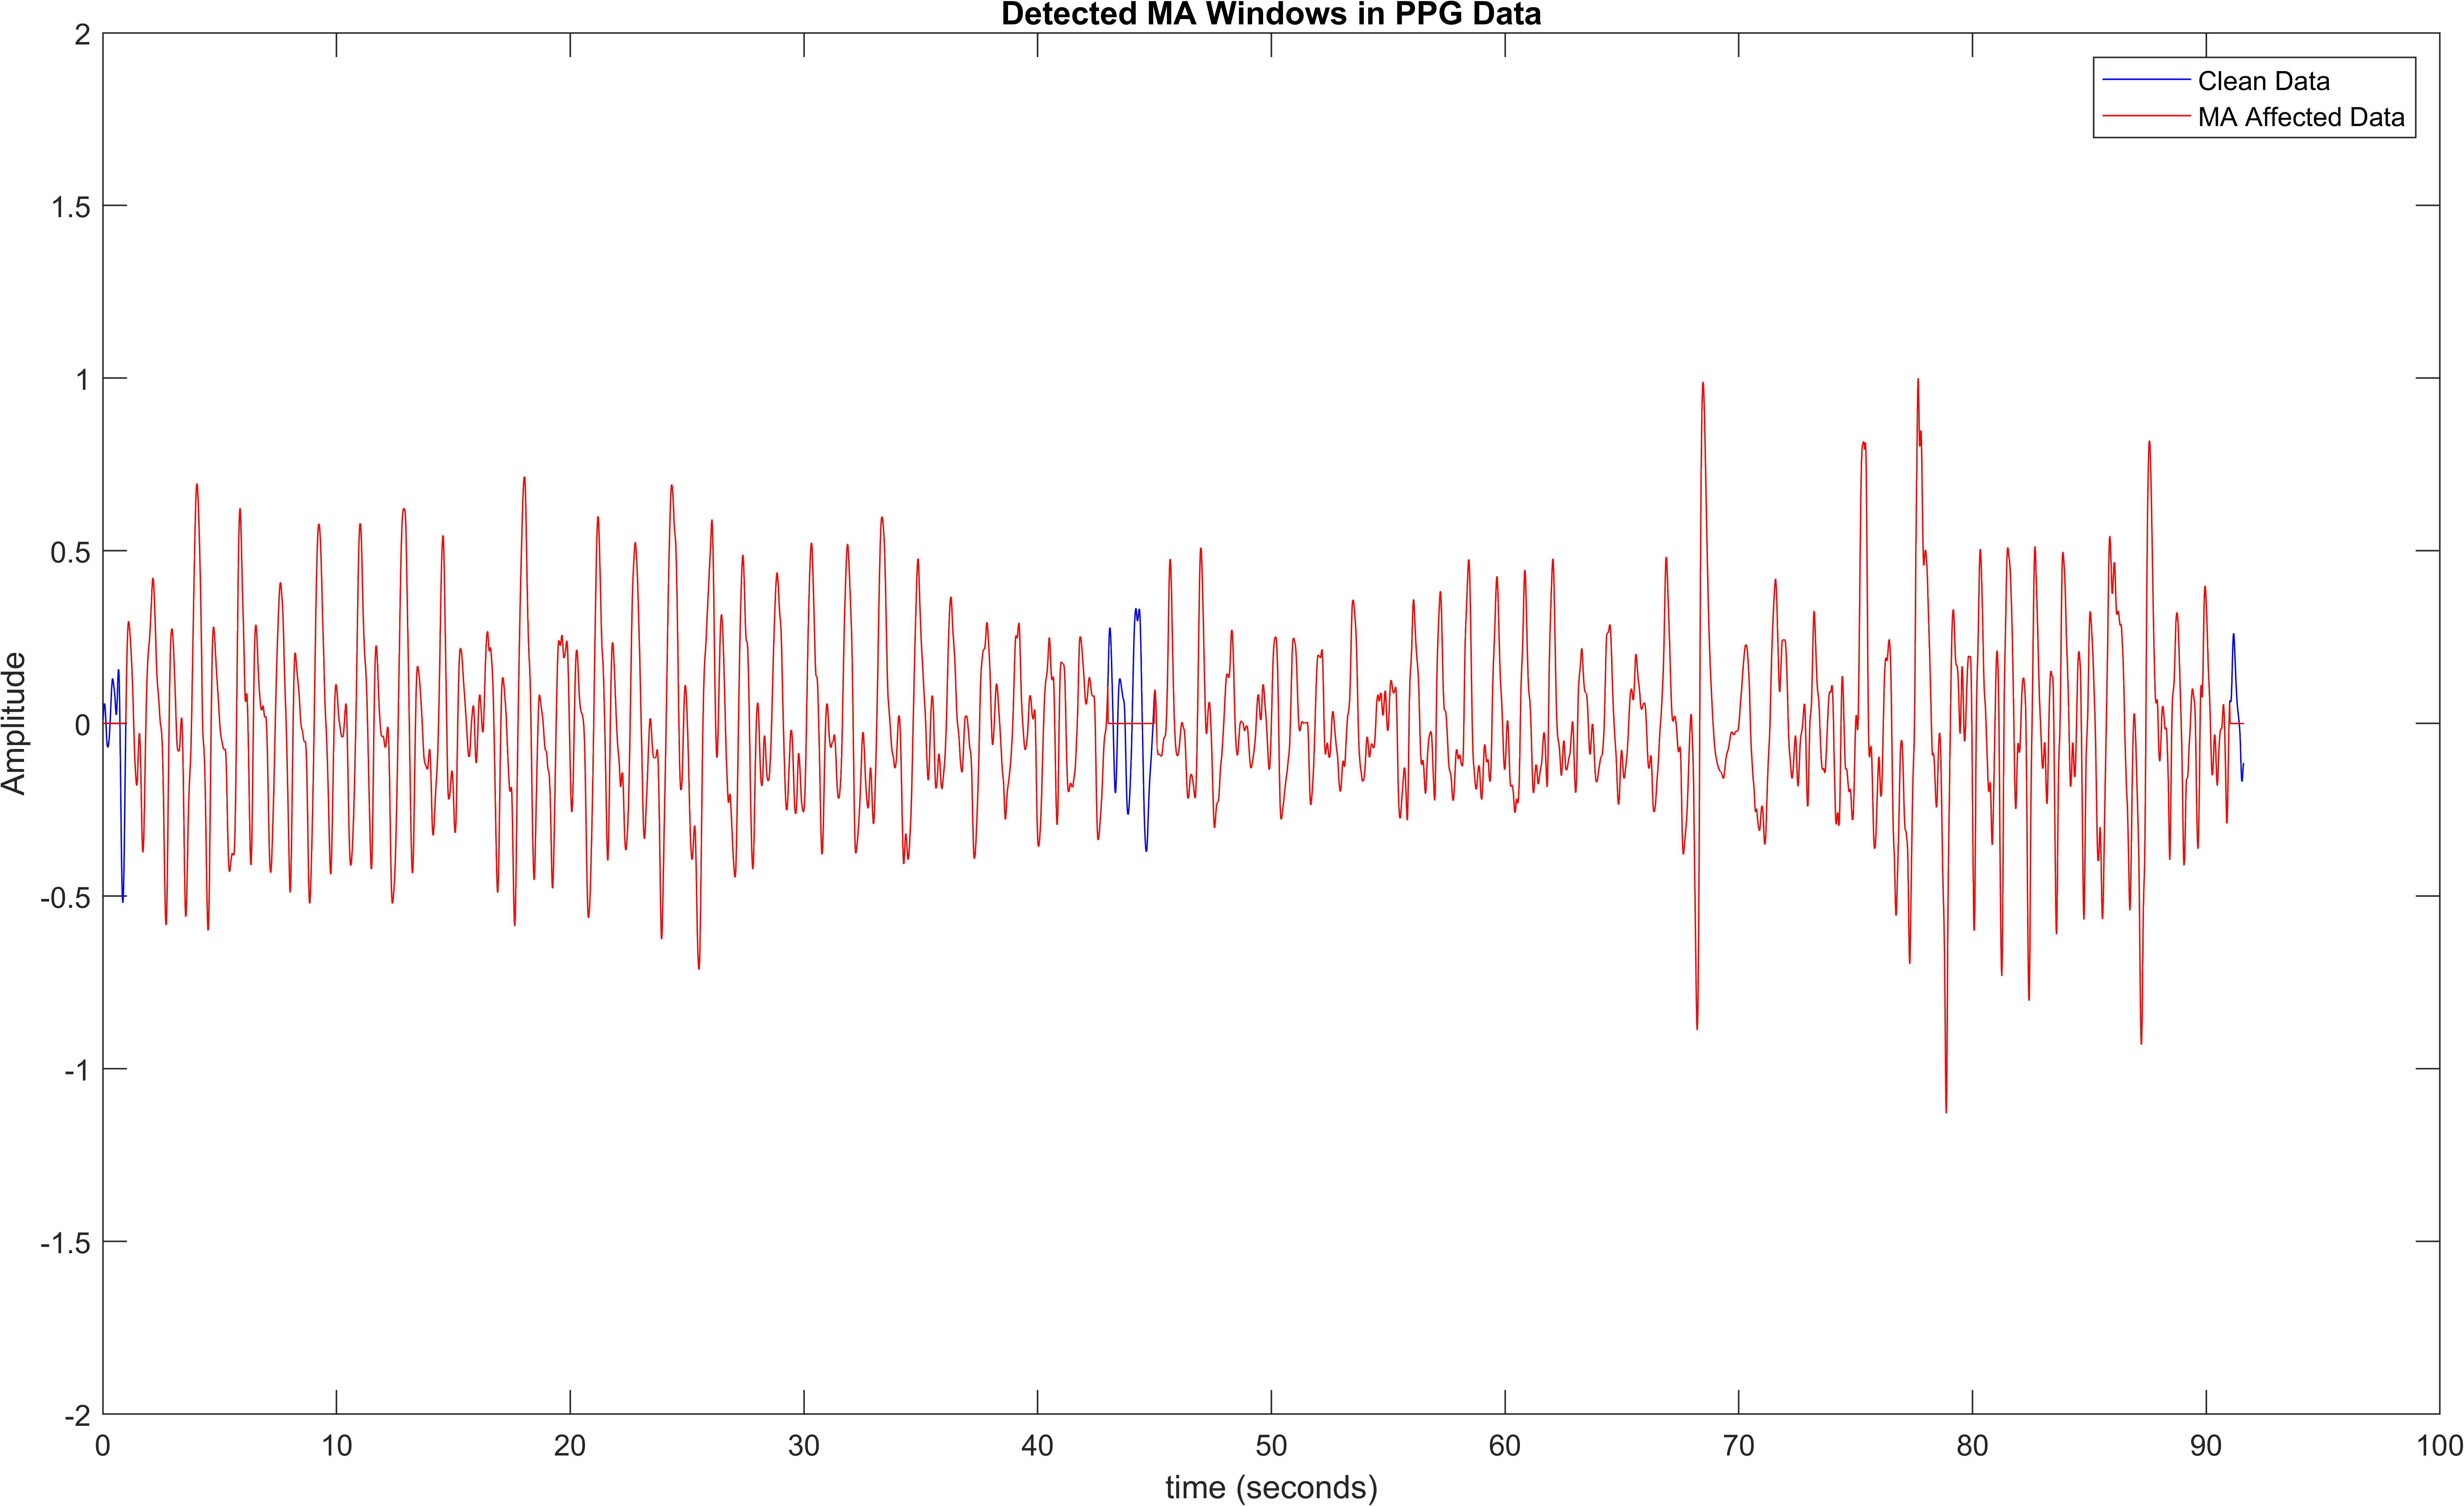 Detected MA Windows in PPG Data
Clean Data
MA Affected Data
2
1.5
1
0.5
0
-0.5
-1
-1.5
-2
Amplitude
0 10 20 30 40 50 60 70 80 90 100
time (seconds)